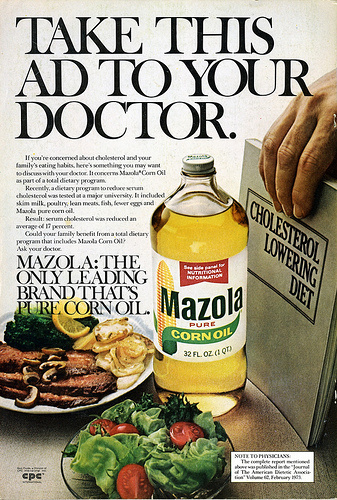 TAKE THIS
AD TO YOUR
DOCTOR.
If you're concerned about cholesterol and your
family's eating habits, here's something you may want
to discuss with your doctor. It concerns Mazola® Corn Oil
as part of a total dietary program.
Recently, a dietary program to reduce serum
cholesterol was tested at a major university. It included
skim milk, poultry, lean meats, fish, fewer eggs and
Mazola pure corn oil.
Result: serum cholesterol was reduced an
average of 17 percent.
Could your family benefit from a total dietary
program that includes Mazola Corn Oil?
Ask your doctor.
MAZOLA: THE
ONLY LEADING
BRAND THAT'S
PURE CORN OIL.
CHOLESTEROL
LOWERING
DIET
See side panel for
NUTRITIONAL
INFORMATION
Mazola
PURE
CORN OIL
32 FL. OZ. (1 QT.)
cpc
NOTE TO PHYSICIANS:
The complete report mentioned
above was published in the "Journal
of The American Dietetic Associa-
tion" Volume 62, February 1973.